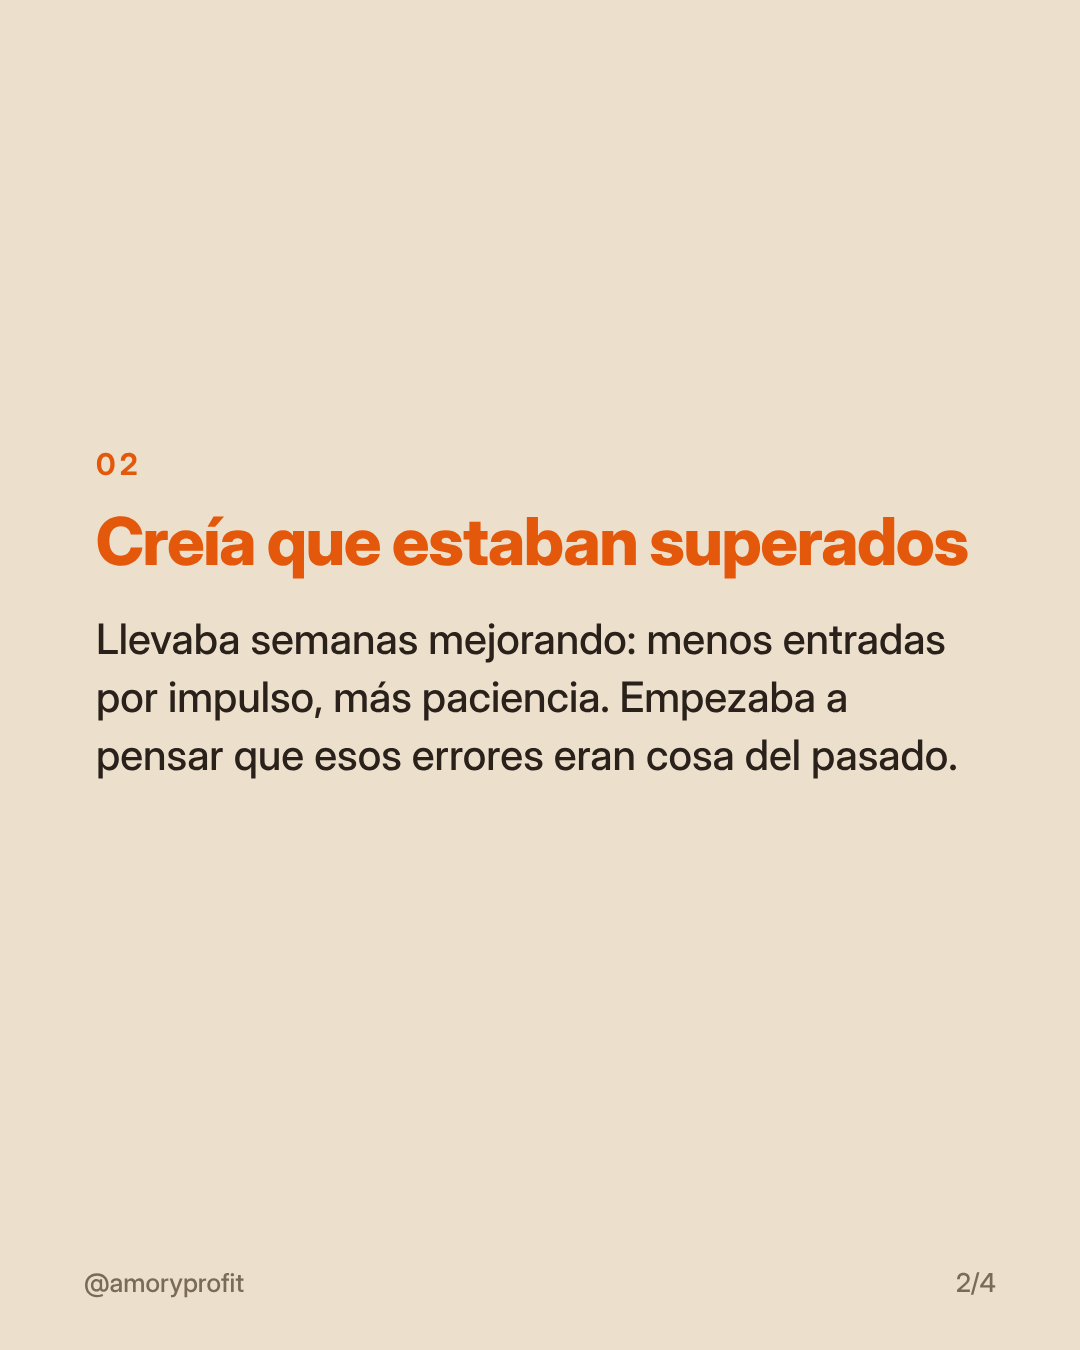 02
Creía que estaban superados
Llevaba semanas mejorando: menos entradas
por impulso, más paciencia. Empezaba a
pensar que esos errores eran cosa del pasado.
@amoryprofit
2/4